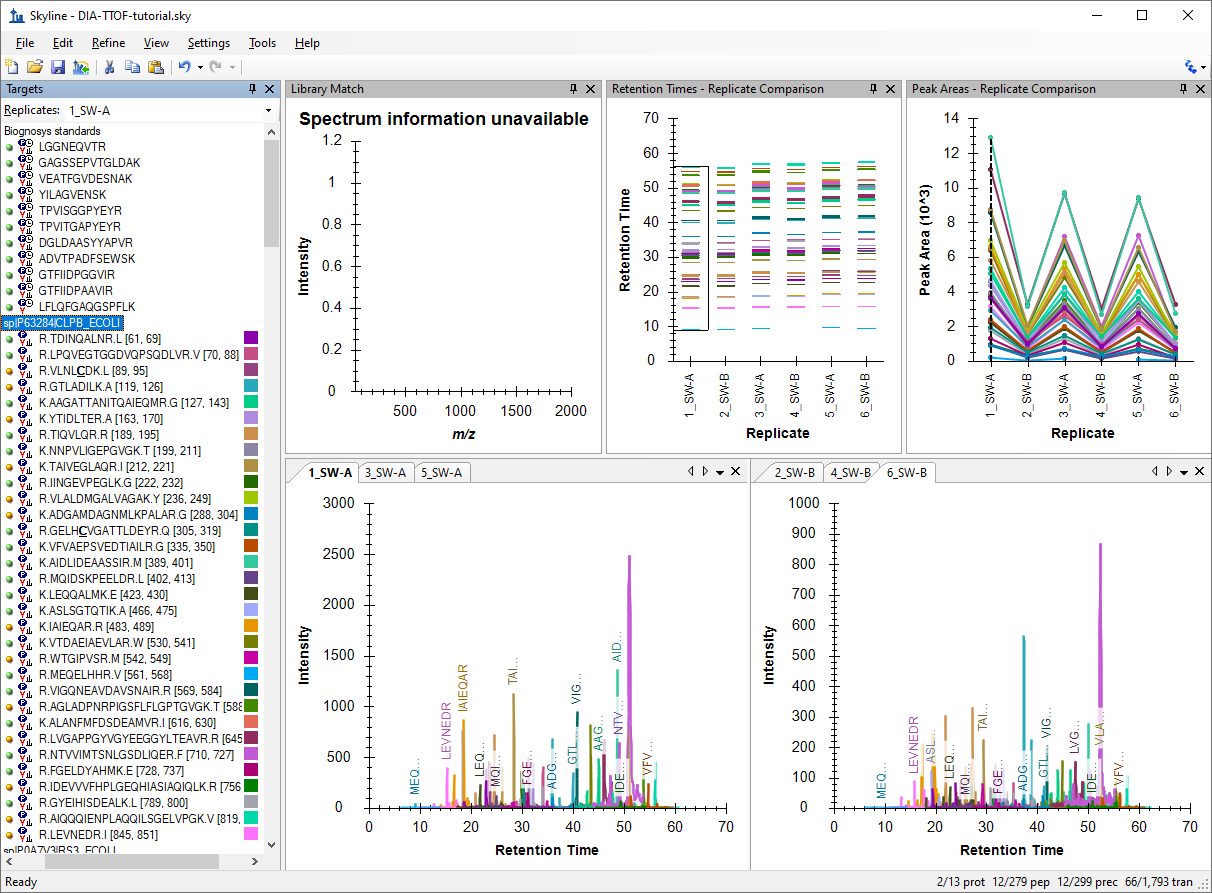 Skyline - DIA-TTOF-tutorial.sky
File Edit Refine View Settings Tools Help
Targets
Replicates: 1_SW-A
Biognosys standards
LGGNEQVTR
GAGSSEPVTGLDAK
VEATFGVDESNAK
YILAGVENSK
TPVISGGPYEYR
TPVITGAPYEYR
DGLDAASYYAPVR
ADVTPADFSEWSK
GTFIIDPGGVIR
GTFIIDPAAVIR
LFLQFGAQGSPFLK
sp|P63284|CLPB_ECOLI
R.TDINQALNR.L [61, 69]
R.LPQVEGTGGDVQPSQDLVR.V [70, 88]
R.VLNLCDK.L [89, 95]
R.GTLADILK.A [119, 126]
K.AAGATTANITQAIEQMR.G [127, 143]
K.YTIDLTER.A [163, 170]
R.TIQVLQR.R [189, 195]
K.NNPVLIGEPGVGK.T [199, 211]
K.TAIVEGLAQR.I [212, 221]
R.IINGEVPEGLK.G [222, 232]
R.VLALDMGALVAGAK.Y [236, 249]
K.ADGAMDAGNMLKPALAR.G [288, 304]
R.GELHCVGATTLDEYR.Q [305, 319]
K.VFVAEPSVEDTIAILR.G [335, 350]
K.AIDLIDEAASSIR.M [389, 401]
R.MQIDSKPEELDR.L [402, 413]
K.LEQQALMK.E [423, 430]
K.ASLSGTQTIK.A [466, 475]
K.IAIEQAR.R [483, 489]
K.VTDAEIAEVLAR.W [530, 541]
R.WTGIPVSR.M [542, 549]
R.MEQELHHR.V [561, 568]
R.VIGQNEAVDAVSNAIR.R [569, 584]
R.AGLADPNRPIGSFLFLGPTGVGK.T [588
K.ALANFMFDSDEAMVR.I [616, 630]
R.LVGAPPGYVGYEEGGYLTEAVR.R [645
R.NTVVIMTSNLGSDLIQER.F [710, 727]
R.FGELDYAHMK.E [728, 737]
R.IDEVVVFHPLGEQHIASIAQIQLK.R [756
R.GYEIHISDEALK.L [789, 800]
R.AIQQQIENPLAQQILSGELVPGK.V [819,
R.LEVNEDR.I [845, 851]
sp|P0A7V3|RS3_ECOLI
Library Match
Spectrum information unavailable
1.2
1
0.8
0.6
0.4
0.2
0
Intensity
500 1000 1500 2000
m/z
Retention Times - Replicate Comparison
70
60
50
40
30
20
10
0
Retention Time
1_SW-A
2_SW-B
3_SW-A
4_SW-B
5_SW-A
6_SW-B
Replicate
Peak Areas - Replicate Comparison
14
12
10
8
6
4
2
0
Peak Area (10^3)
1_SW-A
2_SW-B
3_SW-A
4_SW-B
5_SW-A
6_SW-B
Replicate
1_SW-A 3_SW-A 5_SW-A
3000
2500
2000
1500
1000
500
0
Intensity
MEQ...
LEVNEDR
IAIEQAR
LEQ...
MQI...
TAI...
FGE...
ADG...
GTL...
VIG...
AAG...
AID...
NTV...
IDE...
VFV...
0 10 20 30 40 50 60 70
Retention Time
2_SW-B 4_SW-B 6_SW-B
1000
900
800
700
600
500
400
300
200
100
0
Intensity
MEQ...
LEVNEDR
ASL...
LEQ...
MQI...
TAI...
FGE...
ADG...
GTL...
VIG...
LVG...
IDE...
VLA...
VFV...
0 10 20 30 40 50 60 70
Retention Time
Ready
2/13 prot 12/279 pep 12/299 prec 66/1,793 tran